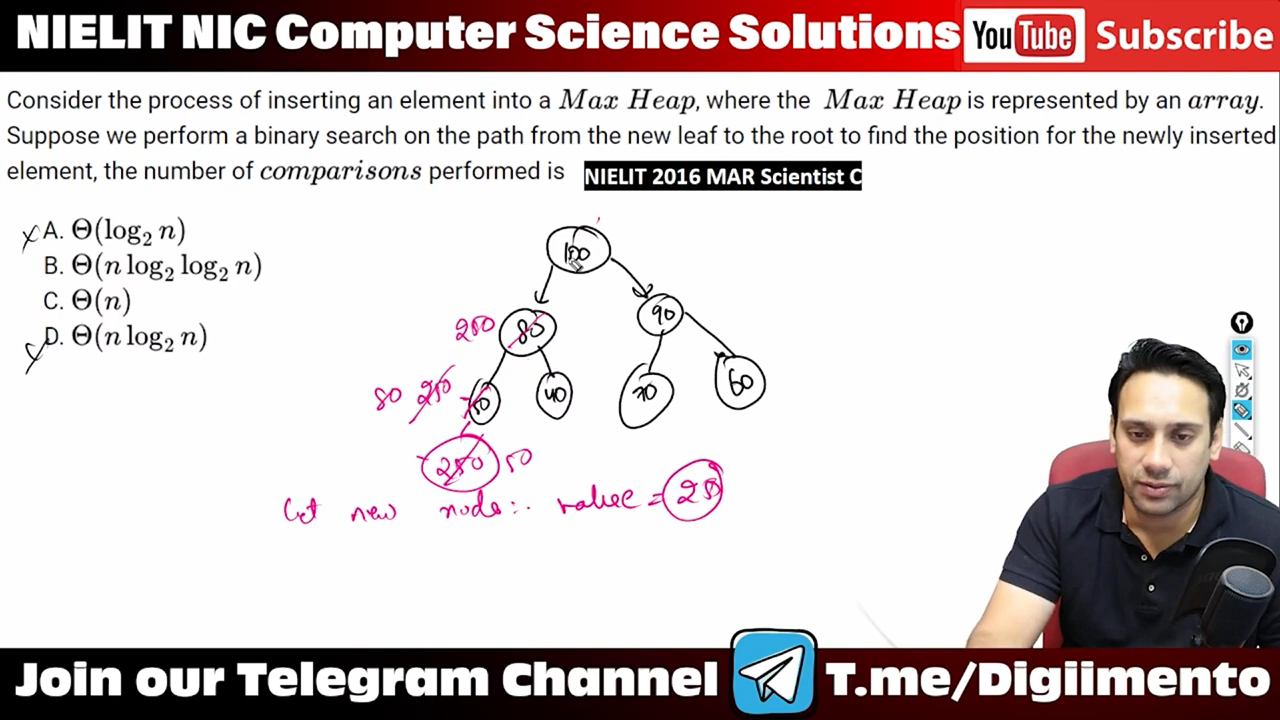 NIELIT NIC Computer Science Solutions YouTube Subscribe
Consider the process of inserting an element into a Max Heap, where the Max Heap is represented by an array.
Suppose we perform a binary search on the path from the new leaf to the root to find the position for the newly inserted
element, the number of comparisons performed is NIELIT 2016 MAR Scientist C
A. Θ(log₂ n)
B. Θ(n log₂ log₂ n)
C. Θ(n)
D. Θ(n log₂ n)
100
250 80 90
80 250 50 40 70 60
250 50
let new node:. value = 250
Join our Telegram Channel T.me/Digiimento